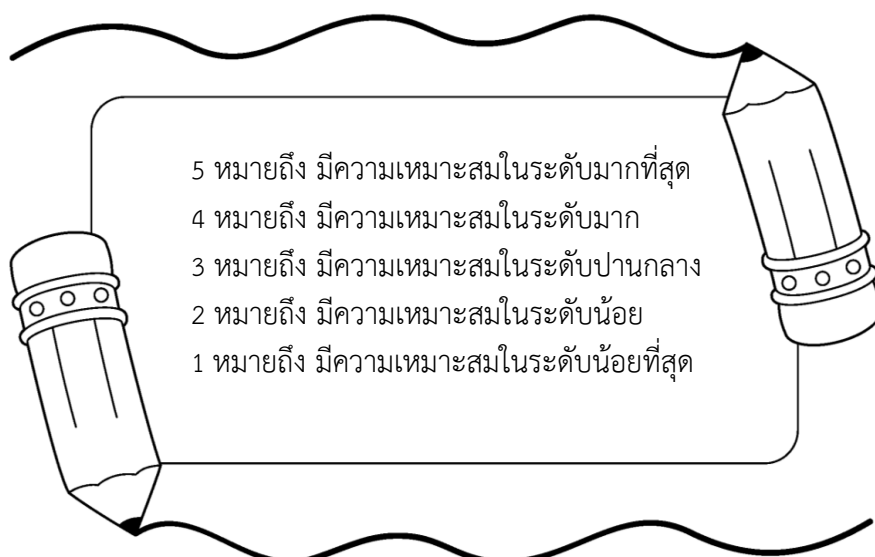 5 หมายถึง มีความเหมาะสมในระดับมากที่สุด
4 หมายถึง มีความเหมาะสมในระดับมาก
3 หมายถึง มีความเหมาะสมในระดับปานกลาง
2 หมายถึง มีความเหมาะสมในระดับน้อย
1 หมายถึง มีความเหมาะสมในระดับน้อยที่สุด